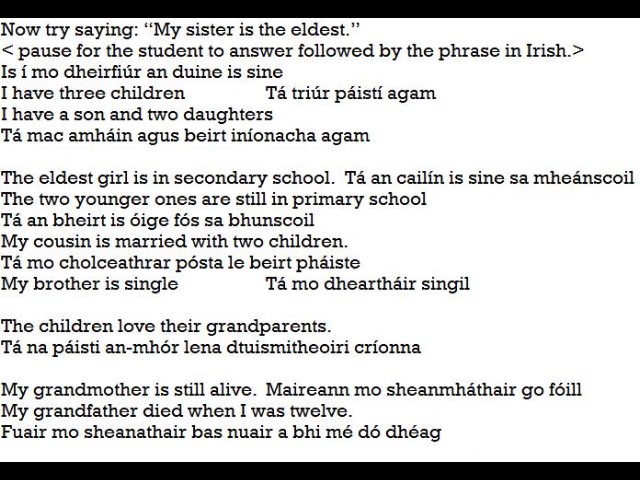 Now try saying: “My sister is the eldest.”
< pause for the student to answer followed by the phrase in Irish.>
Is í mo dheirfiúr an duine is sine
I have three children Tá triúr páistí agam
I have a son and two daughters
Tá mac amháin agus beirt iníonacha agam
The eldest girl is in secondary school. Tá an cailín is sine sa mheánscoil
The two younger ones are still in primary school
Tá an bheirt is óige fós sa bhunscoil
My cousin is married with two children.
Tá mo cholceathrar pósta le beirt pháiste
My brother is single Tá mo dheartháir singil
The children love their grandparents.
Tá na páisti an-mhór lena dtuismitheoiri críonna
My grandmother is still alive. Maireann mo sheanmháthair go fóill
My grandfather died when I was twelve.
Fuair mo sheanathair bas nuair a bhi mé dó dhéag